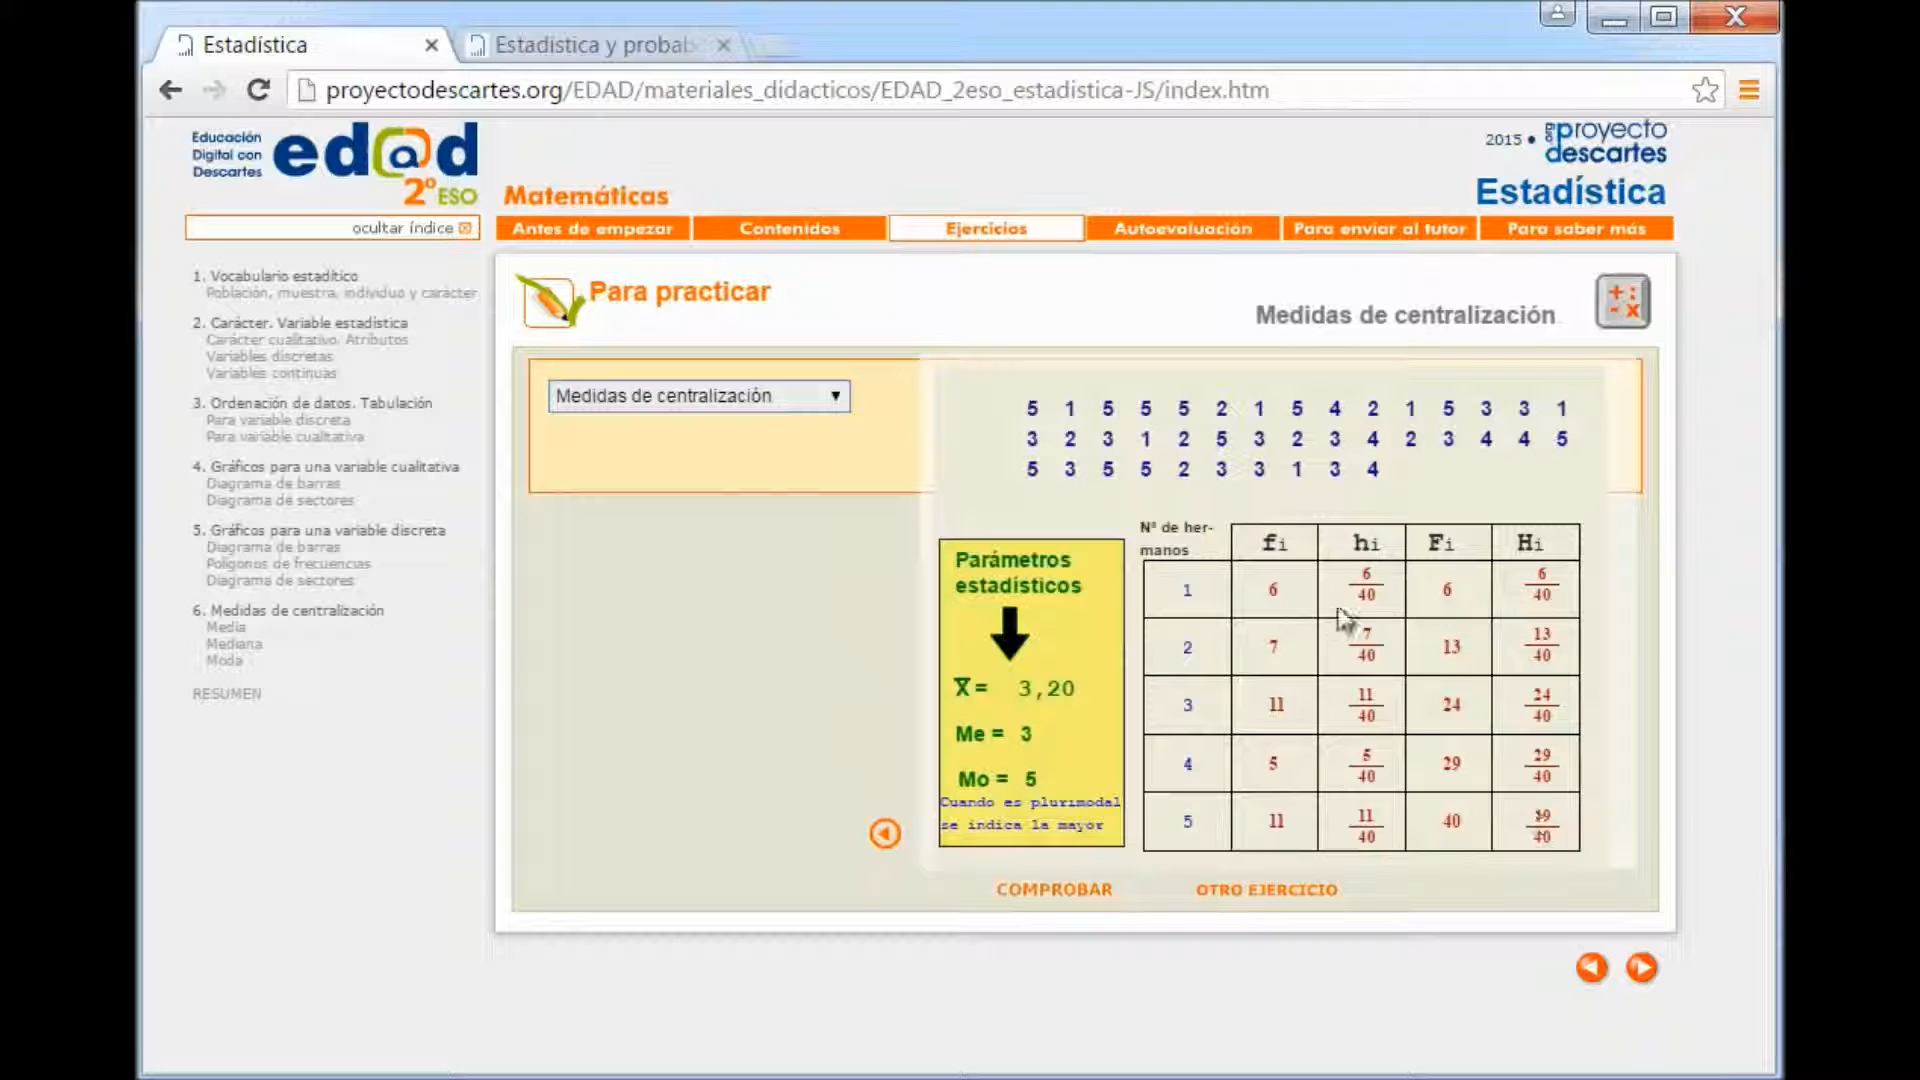 Estadística
Estadística y probab
proyectodescartes.org/EDAD/materiales_didacticos/EDAD_2eso_estadistica-JS/index.htm
Educación
Digital con
Descartes
ed@d
2º ESO
Matemáticas
2015 • proyecto
descartes
.org
Estadística
ocultar índice
Antes de empezar
Contenidos
Ejercicios
Autoevaluación
Para enviar al tutor
Para saber más
1. Vocabulario estadítico
Población, muestra, individuo y carácter
2. Carácter. Variable estadística
Carácter cualitativo. Atributos
Variables discretas
Variables continuas
3. Ordenación de datos. Tabulación
Para variable discreta
Para variable cualitativa
4. Gráficos para una variable cualitativa
Diagrama de barras
Diagrama de sectores
5. Gráficos para una variable discreta
Diagrama de barras
Polígonos de frecuencias
Diagrama de sectores
6. Medidas de centralización
Media
Mediana
Moda
RESUMEN
Para practicar
Medidas de centralización
Medidas de centralización
5 1 5 5 5 2 1 5 4 2 1 5 3 3 1
3 2 3 1 2 5 3 2 3 4 2 3 4 4 5
5 3 5 5 2 3 3 1 3 4
Parámetros
estadísticos
X̄ = 3,20
Me = 3
Mo = 5
Cuando es plurimodal
se indica la mayor
Nº de her-
manos
fi hi Fi Hi
1 6 6/40 6 6/40
2 7 7/40 13 13/40
3 11 11/40 24 24/40
4 5 5/40 29 29/40
5 11 11/40 40
COMPROBAR
OTRO EJERCICIO